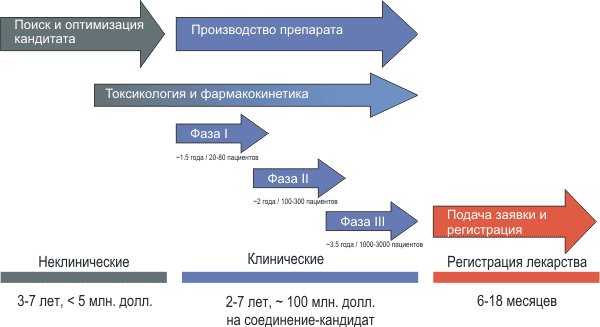 Поиск и оптимизация
кандитата
Производство препарата
Токсикология и фармакокинетика
Фаза I
~1.5 года / 20-80 пациентов
Фаза II
~2 года / 100-300 пациентов
Фаза III
~3.5 года / 1000-3000 пациентов
Подача заявки и
регистрация
Неклинические
Клинические
Регистрация лекарства
3-7 лет, < 5 млн. долл.
2-7 лет, ~ 100 млн. долл.
на соединение-кандидат
6-18 месяцев